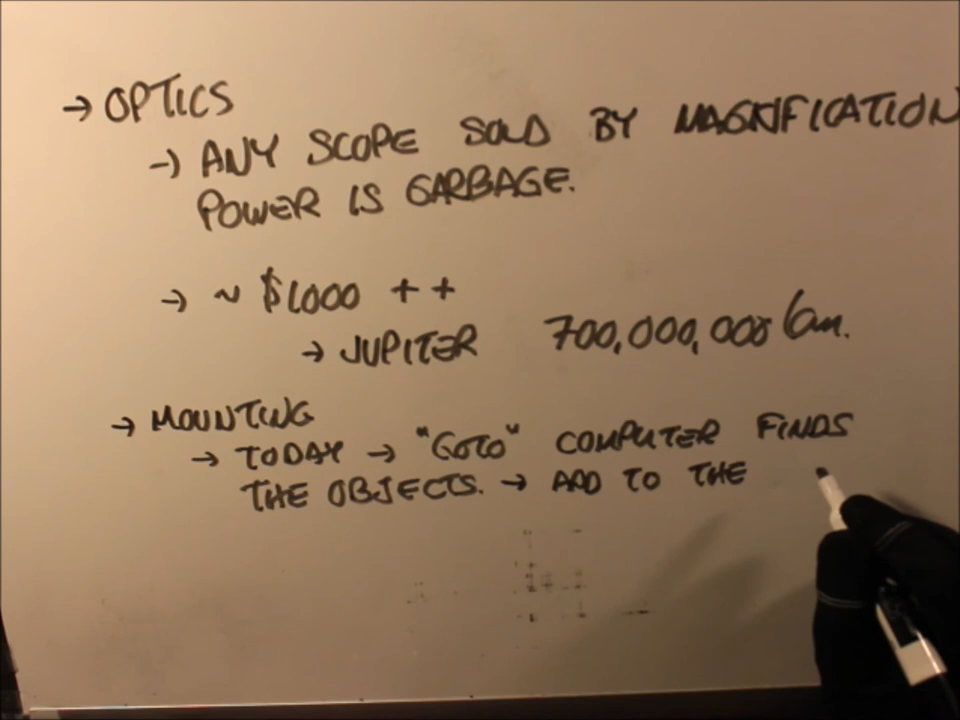 → OPTICS
→ ANY SCOPE SOLD BY MAGNIFICATION
POWER IS GARBAGE.
→ ~ $1000 ++
→ JUPITER 700,000,000 km.
→ MOUNTING
→ TODAY → "GOTO" COMPUTER FINDS
THE OBJECTS. → ADD TO THE